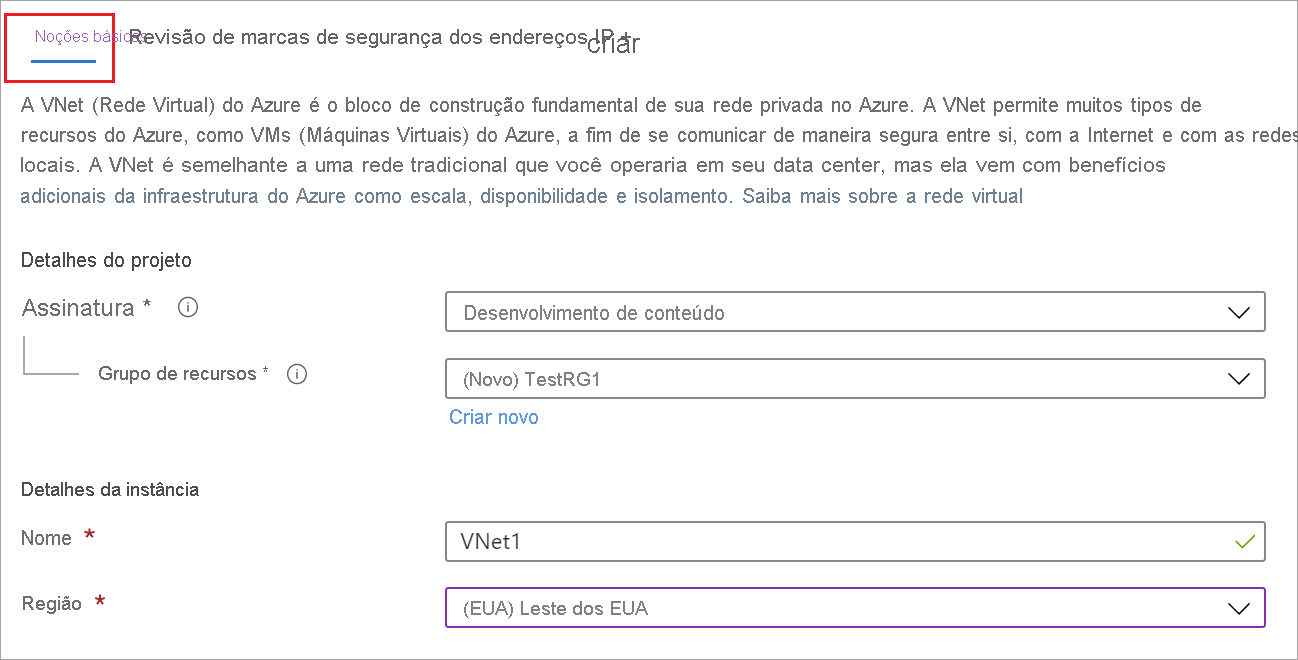 Noções básicas Revisão de marcas de segurança dos endereços IP + criar
A VNet (Rede Virtual) do Azure é o bloco de construção fundamental de sua rede privada no Azure. A VNet permite muitos tipos de
recursos do Azure, como VMs (Máquinas Virtuais) do Azure, a fim de se comunicar de maneira segura entre si, com a Internet e com as redes
locais. A VNet é semelhante a uma rede tradicional que você operaria em seu data center, mas ela vem com benefícios
adicionais da infraestrutura do Azure como escala, disponibilidade e isolamento. Saiba mais sobre a rede virtual
Detalhes do projeto
Assinatura *
Desenvolvimento de conteúdo
Grupo de recursos *
(Novo) TestRG1
Criar novo
Detalhes da instância
Nome *
VNet1
Região *
(EUA) Leste dos EUA